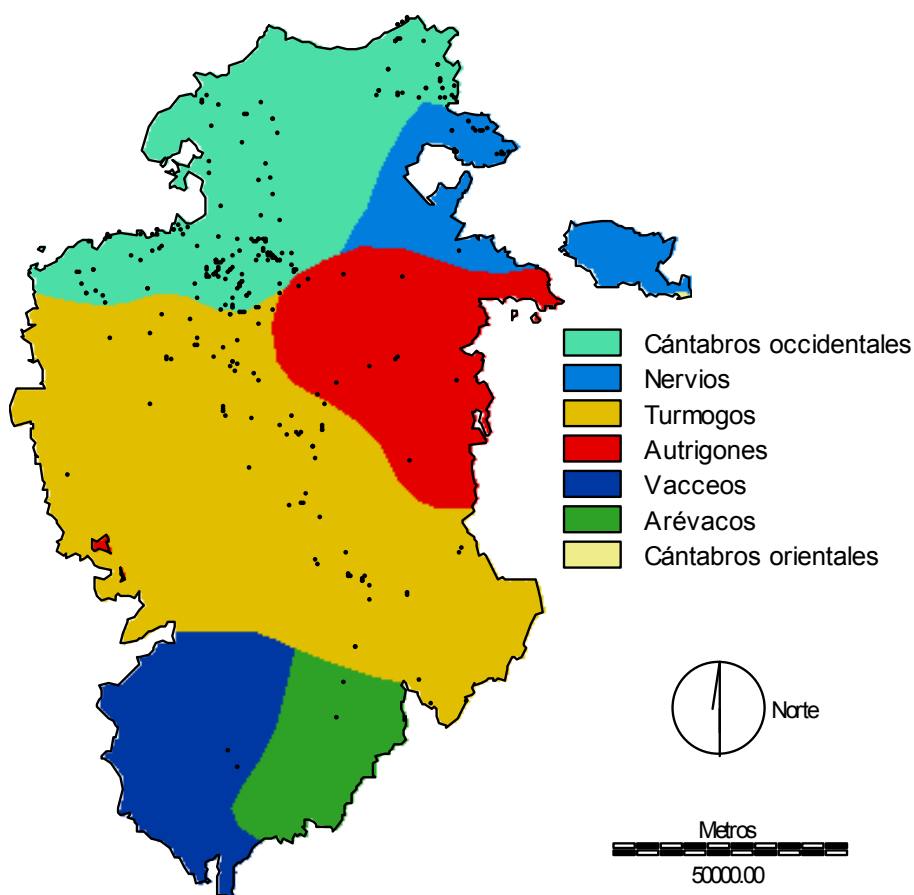 Cántabros occidentales
Nervios
Turmogos
Autrigones
Vacceos
Arévacos
Cántabros orientales
Norte
Metros
50000.00